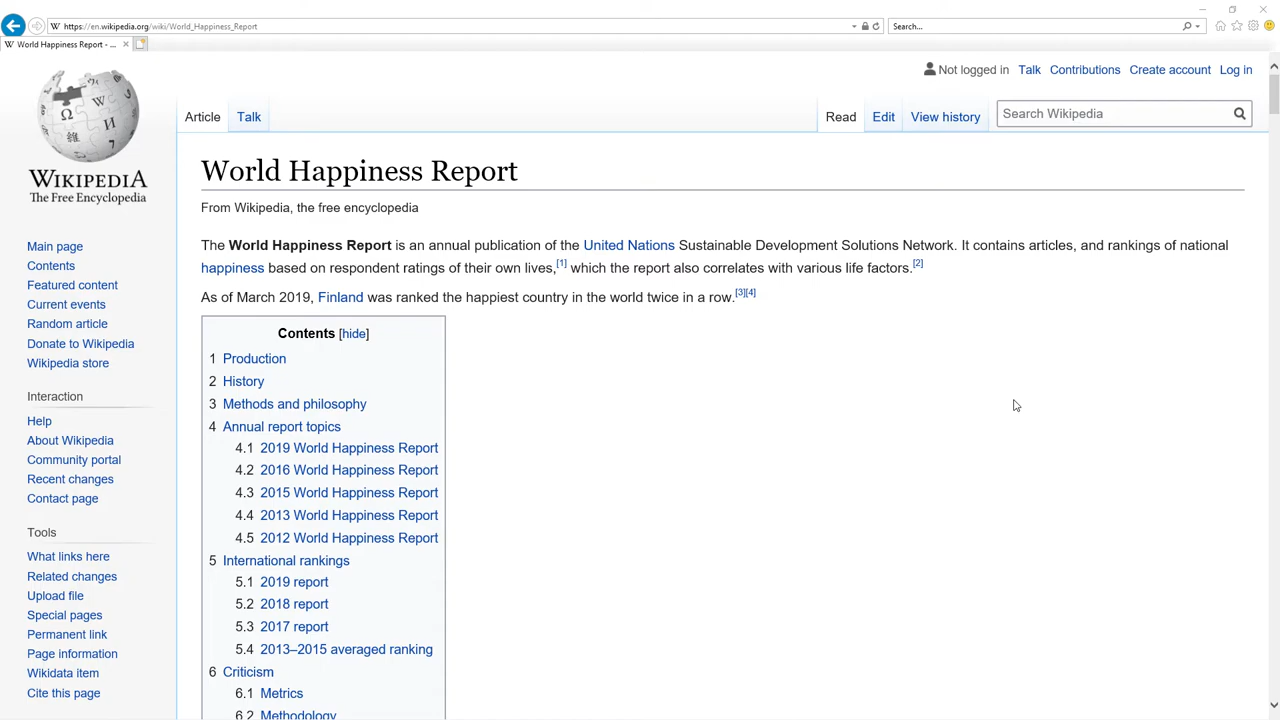 https://en.wikipedia.org/wiki/World_Happiness_Report
Search...
World Happiness Report - ...
Not logged in Talk Contributions Create account Log in
Article Talk Read Edit View history Search Wikipedia
WIKIPEDIA
The Free Encyclopedia
Main page
Contents
Featured content
Current events
Random article
Donate to Wikipedia
Wikipedia store
Interaction
Help
About Wikipedia
Community portal
Recent changes
Contact page
Tools
What links here
Related changes
Upload file
Special pages
Permanent link
Page information
Wikidata item
Cite this page
World Happiness Report
From Wikipedia, the free encyclopedia
The World Happiness Report is an annual publication of the United Nations Sustainable Development Solutions Network. It contains articles, and rankings of national
happiness based on respondent ratings of their own lives,[1] which the report also correlates with various life factors.[2]
As of March 2019, Finland was ranked the happiest country in the world twice in a row.[3][4]
Contents [hide]
1 Production
2 History
3 Methods and philosophy
4 Annual report topics
4.1 2019 World Happiness Report
4.2 2016 World Happiness Report
4.3 2015 World Happiness Report
4.4 2013 World Happiness Report
4.5 2012 World Happiness Report
5 International rankings
5.1 2019 report
5.2 2018 report
5.3 2017 report
5.4 2013–2015 averaged ranking
6 Criticism
6.1 Metrics
6.2 Methodology